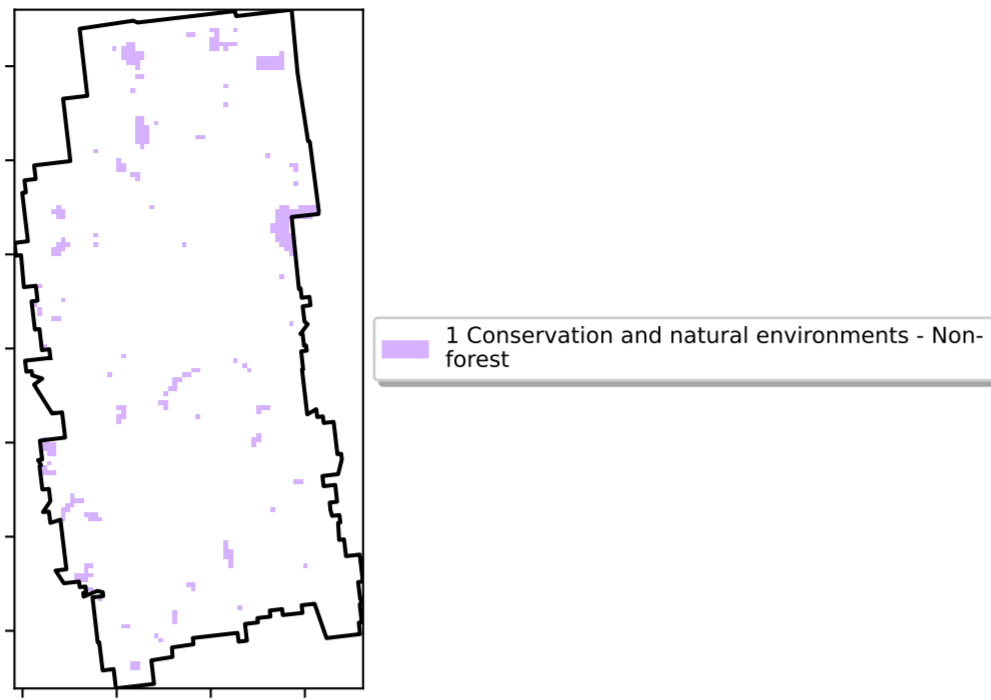 1 Conservation and natural environments - Non-
forest